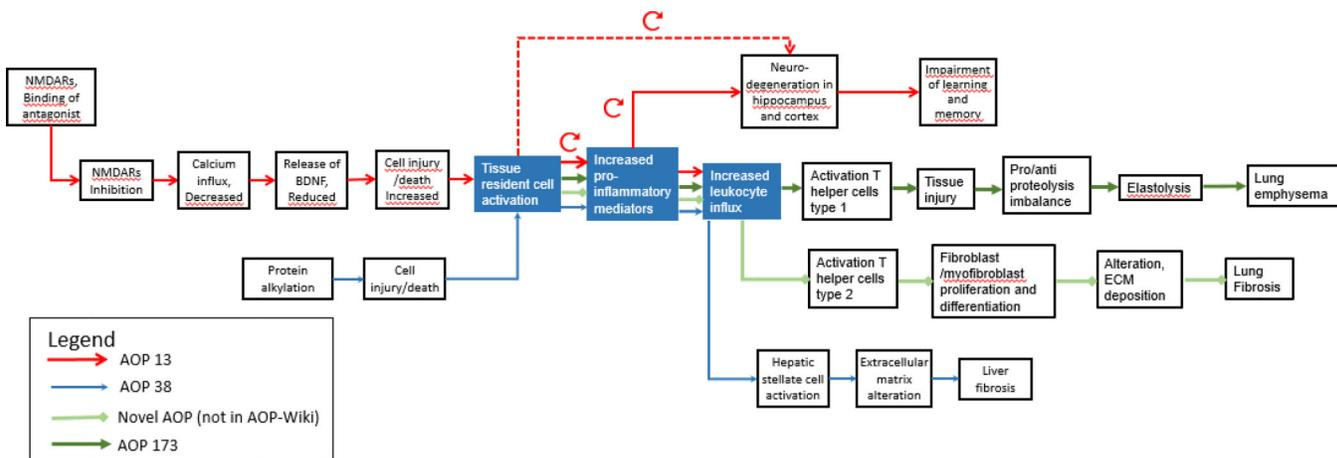 NMDARs,
Binding of
antagonist
NMDARs
Inhibition
Calcium
influx,
Decreased
Release of
BDNF,
Reduced
Cell injury
/death
Increased
Tissue
resident cell
activation
Increased
pro-
inflammatory
mediators
Increased
leukocyte
influx
Neuro-
degeneration in
hippocampus
and cortex
Impairment
of learning
and
memory
Activation T
helper cells
type 1
Tissue
injury
Pro/anti
proteolysis
imbalance
Elastolysis
Lung
emphysema
Protein
alkylation
Cell
injury/death
Activation T
helper cells
type 2
Fibroblast
/myofibroblast
proliferation and
differentiation
Alteration,
ECM
deposition
Lung
Fibrosis
Hepatic
stellate cell
activation
Extracellular
matrix
alteration
Liver
fibrosis
Legend
AOP 13
AOP 38
Novel AOP (not in AOP-Wiki)
AOP 173